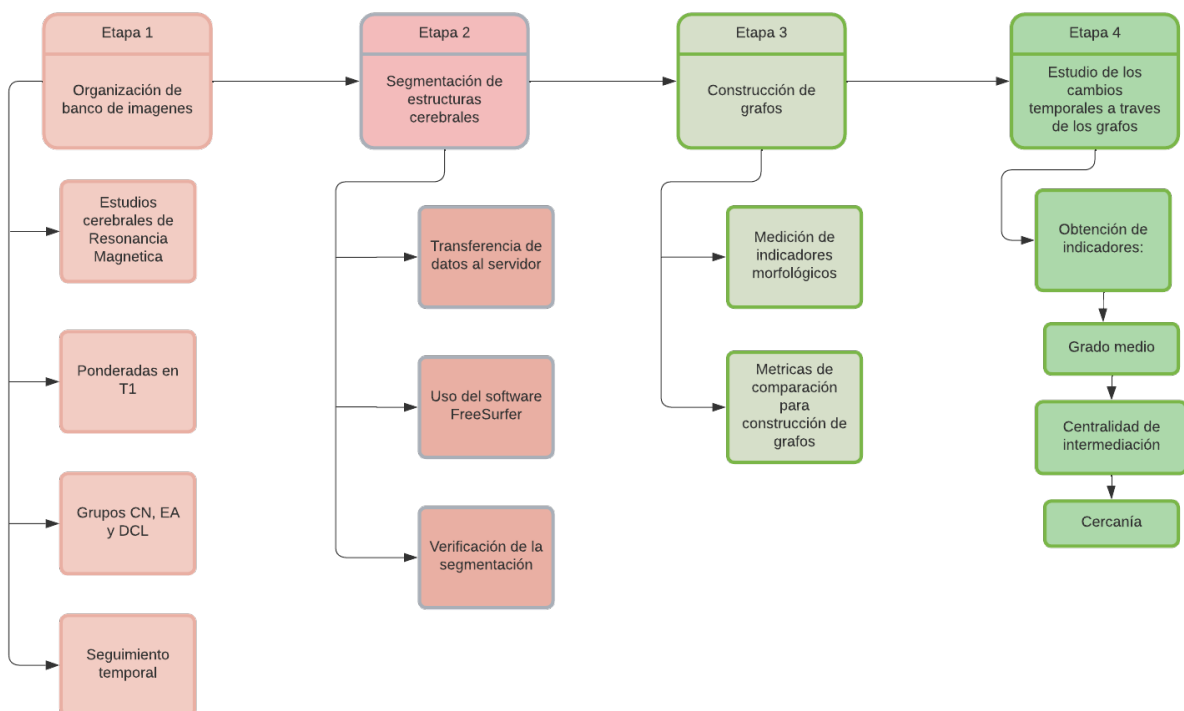 Etapa 1
Organización de
banco de imagenes
Estudios
cerebrales de
Resonancia
Magnetica
Ponderadas en
T1
Grupos CN, EA
y DCL
Seguimiento
temporal
Etapa 2
Segmentación de
estructuras
cerebrales
Transferencia de
datos al servidor
Uso del software
FreeSurfer
Verificación de la
segmentación
Etapa 3
Construcción de
grafos
Medición de
indicadores
morfológicos
Metricas de
comparación
para
construcción de
grafos
Etapa 4
Estudio de los
cambios
temporales a traves
de los grafos
Obtención de
indicadores:
Grado medio
Centralidad de
intermediación
Cercanía